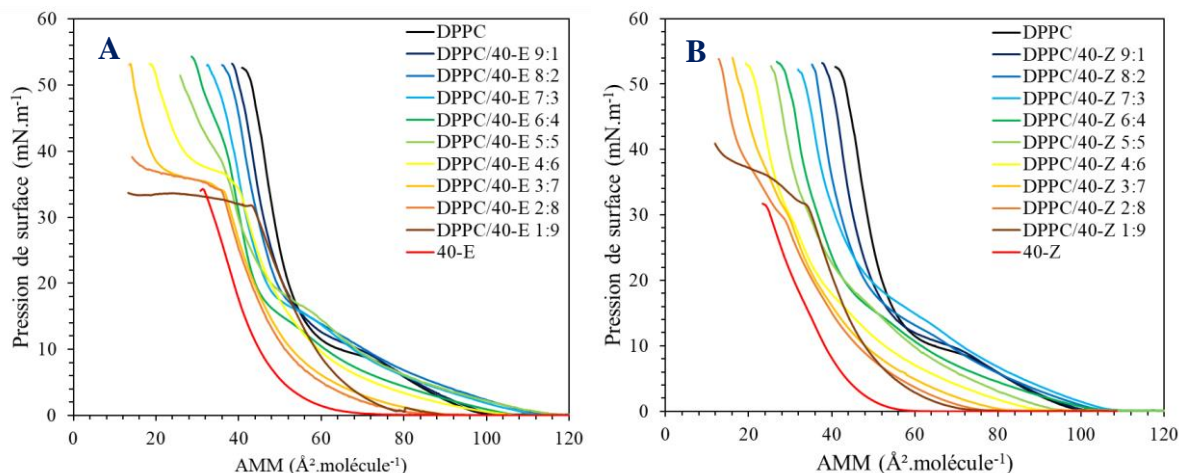 A
Pression de surface (mN.m⁻¹)
60
50
40
30
20
10
0
DPPC
DPPC/40-E 9:1
DPPC/40-E 8:2
DPPC/40-E 7:3
DPPC/40-E 6:4
DPPC/40-E 5:5
DPPC/40-E 4:6
DPPC/40-E 3:7
DPPC/40-E 2:8
DPPC/40-E 1:9
40-E
0 20 40 60 80 100 120
AMM (Å².molécule⁻¹)
B
Pression de surface (mN.m⁻¹)
60
50
40
30
20
10
0
DPPC
DPPC/40-Z 9:1
DPPC/40-Z 8:2
DPPC/40-Z 7:3
DPPC/40-Z 6:4
DPPC/40-Z 5:5
DPPC/40-Z 4:6
DPPC/40-Z 3:7
DPPC/40-Z 2:8
DPPC/40-Z 1:9
40-Z
0 20 40 60 80 100 120
AMM (Å².molécule⁻¹)